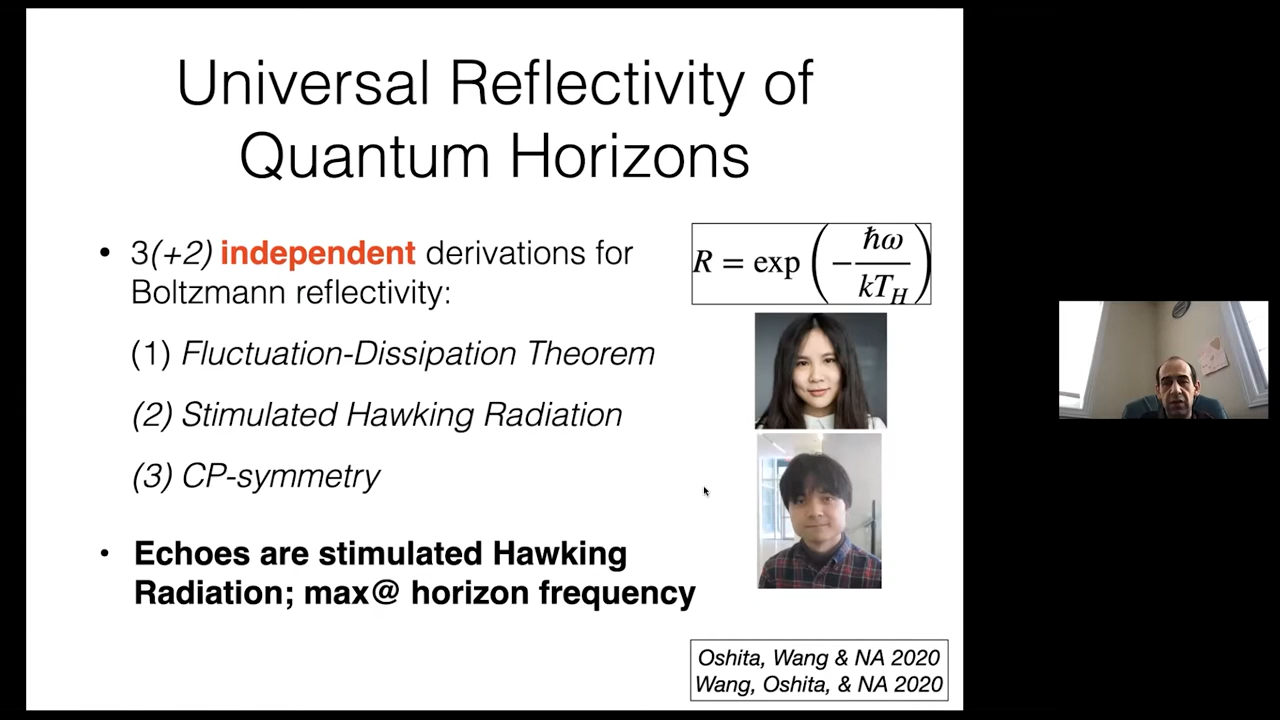 Universal Reflectivity of
Quantum Horizons
• 3(+2) independent derivations for
Boltzmann reflectivity:
R = exp(−ħω/kT_H)
(1) Fluctuation-Dissipation Theorem
(2) Stimulated Hawking Radiation
(3) CP-symmetry
• Echoes are stimulated Hawking
Radiation; max@ horizon frequency
Oshita, Wang & NA 2020
Wang, Oshita, & NA 2020